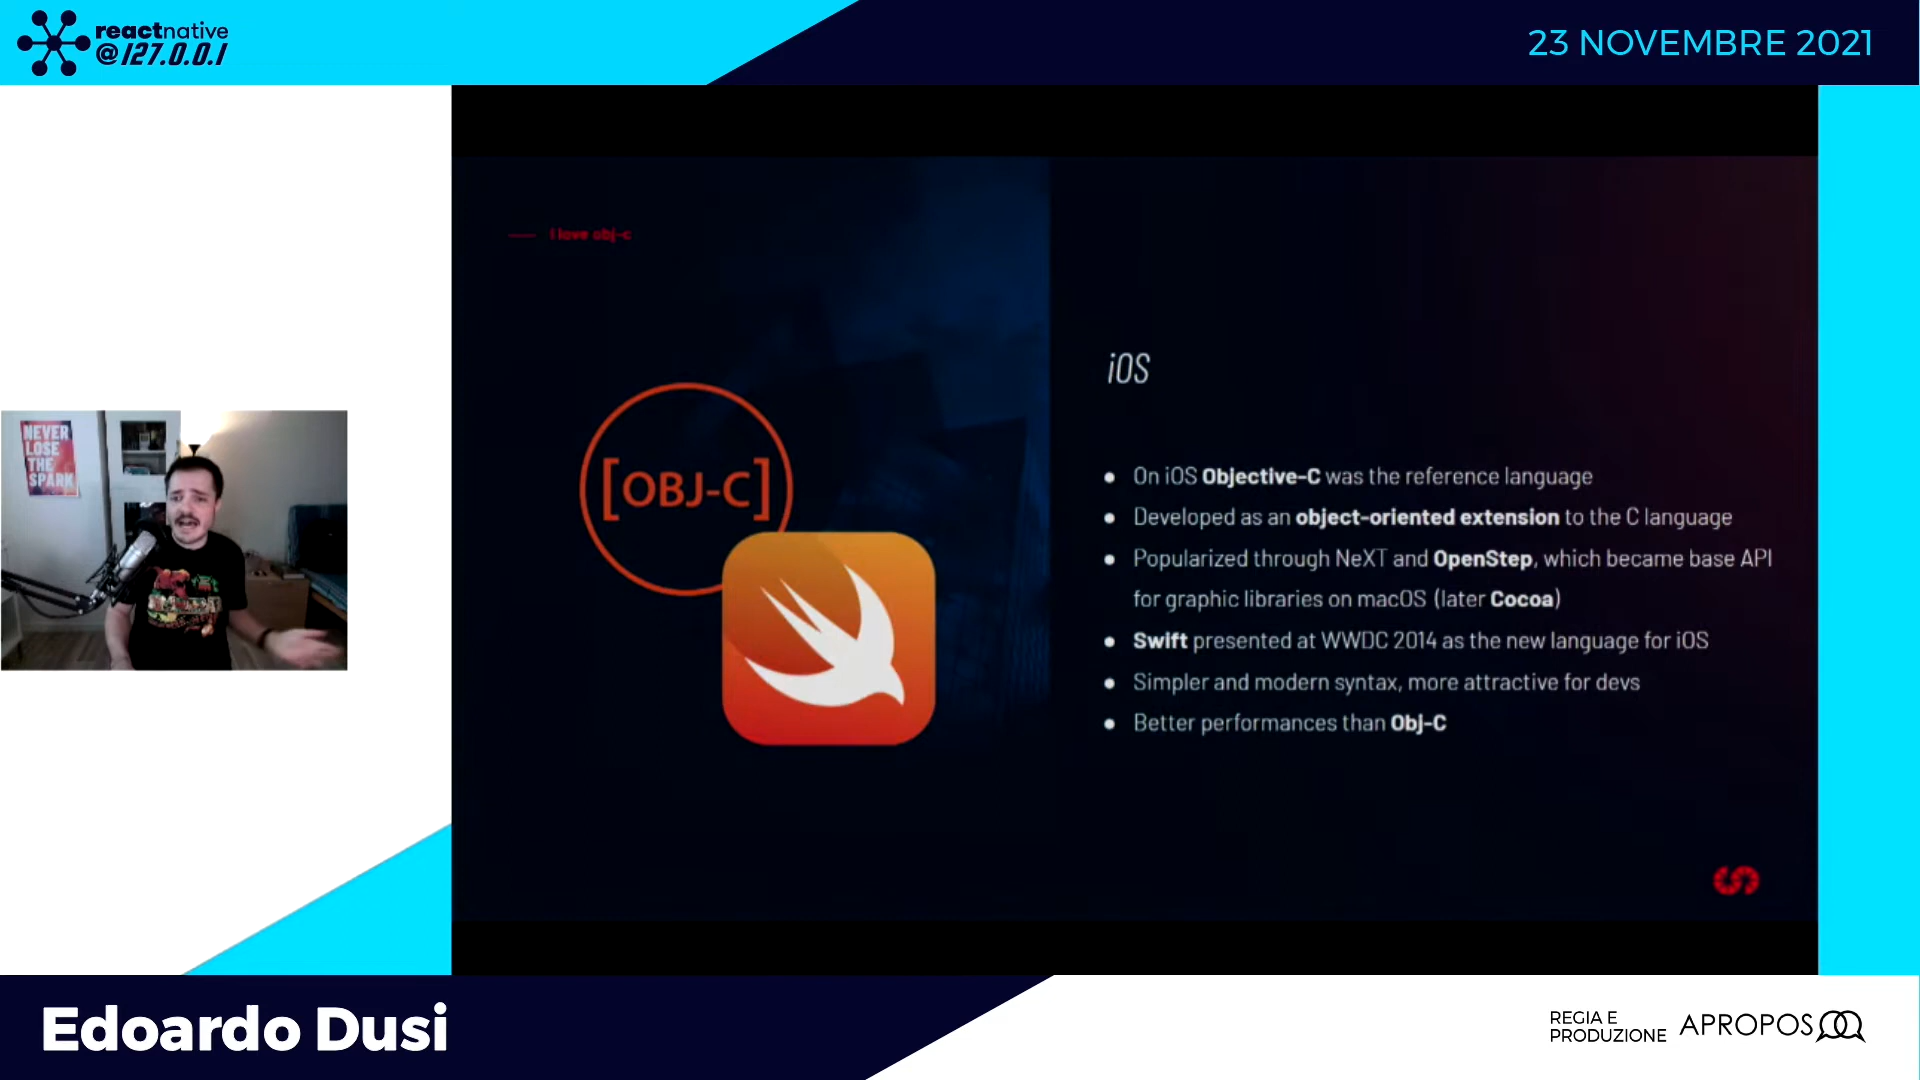 reactnative
@127.0.0.1
23 NOVEMBRE 2021
I love obj-c
[OBJ-C]
iOS
On iOS Objective-C was the reference language
Developed as an object-oriented extension to the C language
Popularized through NeXT and OpenStep, which became base API
for graphic libraries on macOS (later Cocoa)
Swift presented at WWDC 2014 as the new language for iOS
Simpler and modern syntax, more attractive for devs
Better performances than Obj-C
NEVER
LOSE
THE
SPARK
Edoardo Dusi
REGIA E
PRODUZIONE
APROPOS